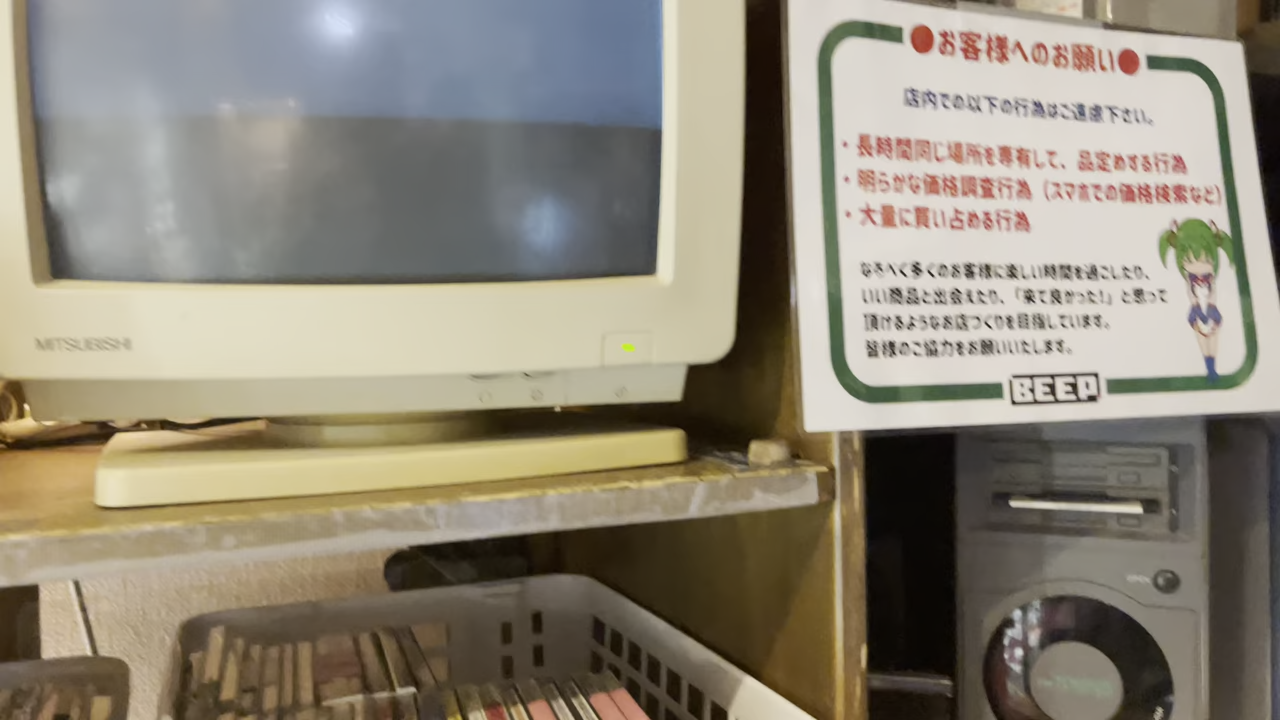 MITSUBISHI
●お客様へのお願い●
店内での以下の行為はご遠慮下さい。
・長時間同じ場所を専有して、品定めする行為
・明らかな価格調査行為（スマホでの価格検索など）
・大量に買い占める行為
なるべく多くのお客様に楽しい時間を過ごしたり、
いい商品と出会えたり、「来て良かった！」と思って
頂けるようなお店づくりを目指しています。
皆様のご協力をお願いいたします。
BEEP